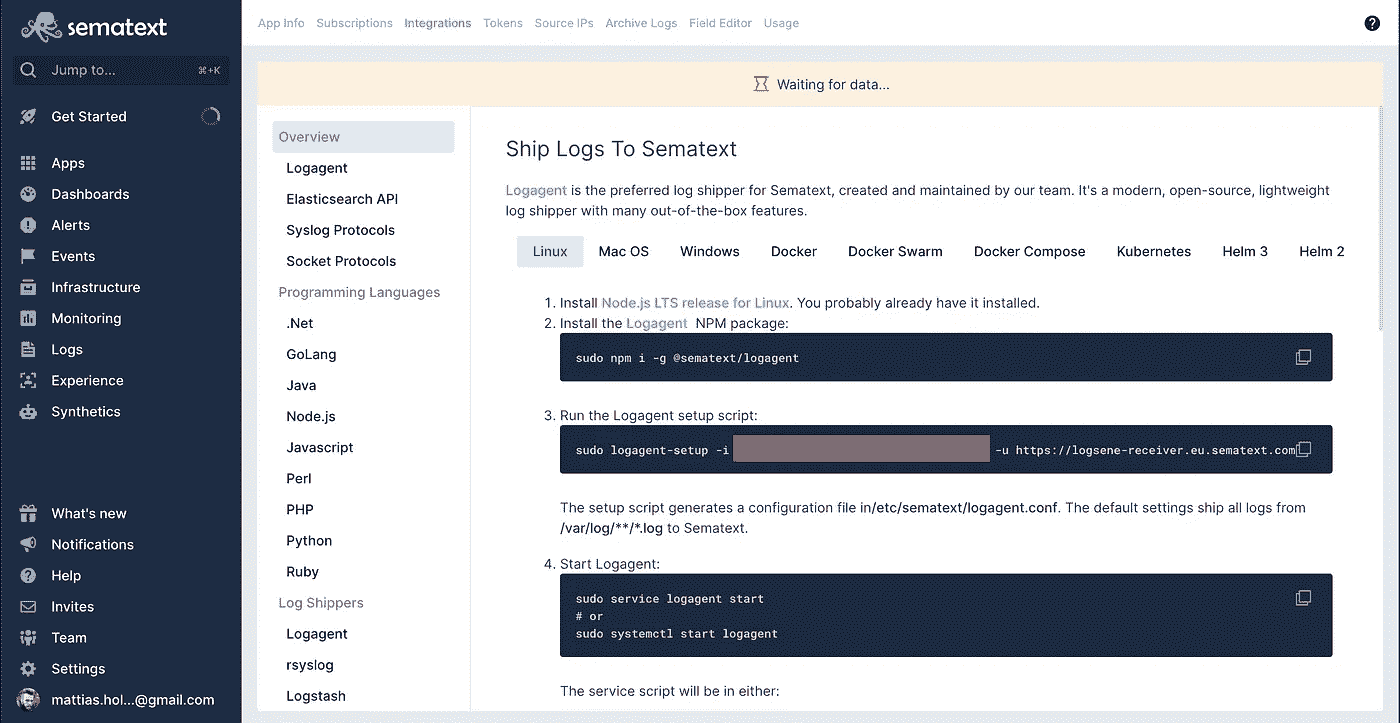 sematext
Jump to...
⌘+K
Get Started
Apps
Dashboards
Alerts
Events
Infrastructure
Monitoring
Logs
Experience
Synthetics
What's new
Notifications
Help
Invites
Team
Settings
mattias.hol...@gmail.com
App Info Subscriptions Integrations Tokens Source IPs Archive Logs Field Editor Usage
?
Waiting for data...
Overview
Logagent
Elasticsearch API
Syslog Protocols
Socket Protocols
Programming Languages
.Net
GoLang
Java
Node.js
Javascript
Perl
PHP
Python
Ruby
Log Shippers
Logagent
rsyslog
Logstash
Ship Logs To Sematext
Logagent is the preferred log shipper for Sematext, created and maintained by our team. It's a modern, open-source, lightweight
log shipper with many out-of-the-box features.
Linux Mac OS Windows Docker Docker Swarm Docker Compose Kubernetes Helm 3 Helm 2
1. Install Node.js LTS release for Linux. You probably already have it installed.
2. Install the Logagent NPM package:
sudo npm i -g @sematext/logagent
3. Run the Logagent setup script:
sudo logagent-setup -i -u https://logsene-receiver.eu.sematext.com
The setup script generates a configuration file in/etc/sematext/logagent.conf. The default settings ship all logs from
/var/log/**/*.log to Sematext.
4. Start Logagent:
sudo service logagent start
# or
sudo systemctl start logagent
The service script will be in either: